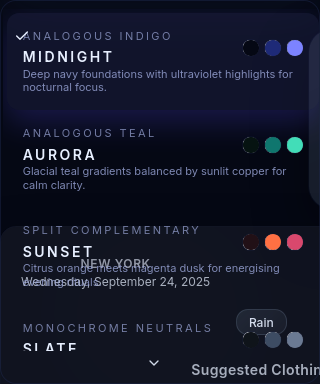 ANALOGOUS INDIGO
MIDNIGHT
Deep navy foundations with ultraviolet highlights for
nocturnal focus.
ANALOGOUS TEAL
AURORA
Glacial teal gradients balanced by sunlit copper for
calm clarity.
SPLIT COMPLEMENTARY
SUNSET
Citrus orange meets magenta dusk for energising
NEW YORK
Wednesday, September 24, 2025
Rain
MONOCHROME NEUTRALS
SLATE
Suggested Clothin